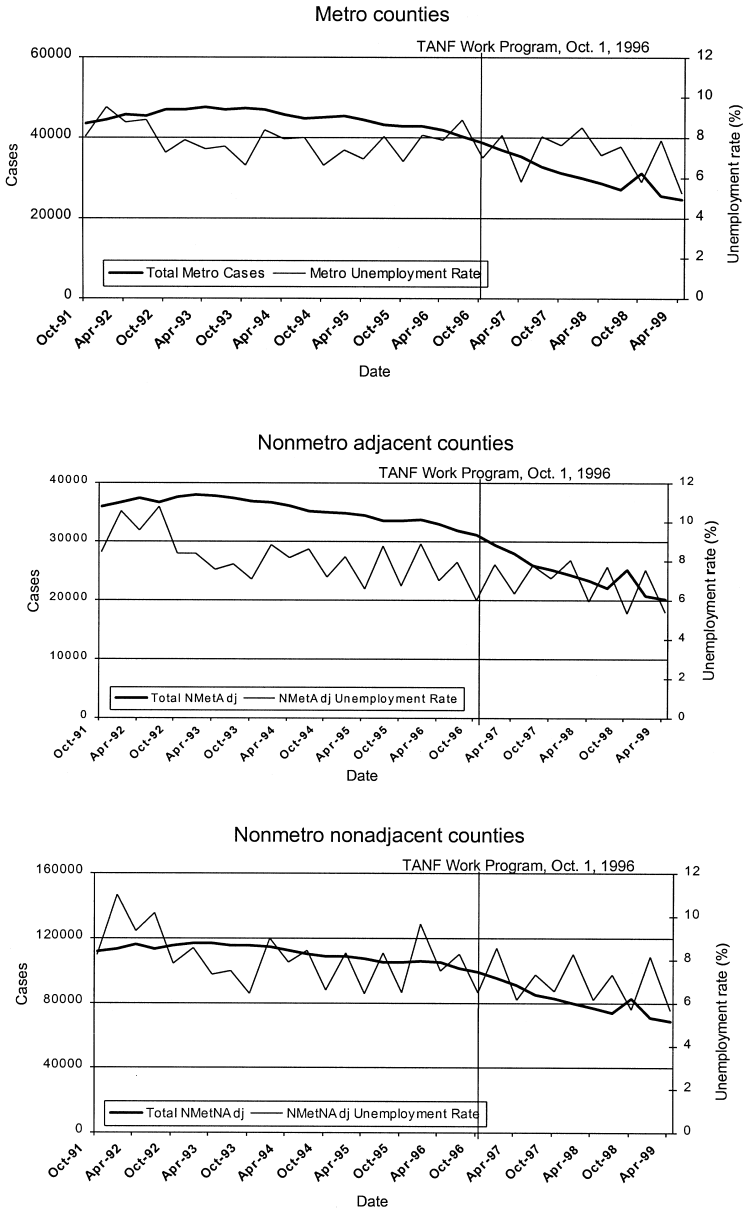 Metro counties
TANF Work Program, Oct. 1, 1996
60000
40000
20000
0
Cases
12
10
8
6
4
2
0
Unemployment rate (%)
Total Metro Cases
Metro Unemployment Rate
Oct-91
Apr-92
Oct-92
Apr-93
Oct-93
Apr-94
Oct-94
Apr-95
Oct-95
Apr-96
Oct-96
Apr-97
Oct-97
Apr-98
Oct-98
Apr-99
Date
Nonmetro adjacent counties
TANF Work Program, Oct. 1, 1996
40000
30000
20000
10000
0
Cases
12
10
8
6
4
2
0
Unemployment rate (%)
Total NMetAdj
NMetAdj Unemployment Rate
Oct-91
Apr-92
Oct-92
Apr-93
Oct-93
Apr-94
Oct-94
Apr-95
Oct-95
Apr-96
Oct-96
Apr-97
Oct-97
Apr-98
Oct-98
Apr-99
Date
Nonmetro nonadjacent counties
TANF Work Program, Oct. 1, 1996
160000
120000
80000
40000
0
Cases
12
10
8
6
4
2
0
Unemployment rate (%)
Total NMetNAdj
NMetNAdj Unemployment Rate
Oct-91
Apr-92
Oct-92
Apr-93
Oct-93
Apr-94
Oct-94
Apr-95
Oct-95
Apr-96
Oct-96
Apr-97
Oct-97
Apr-98
Oct-98
Apr-99
Date